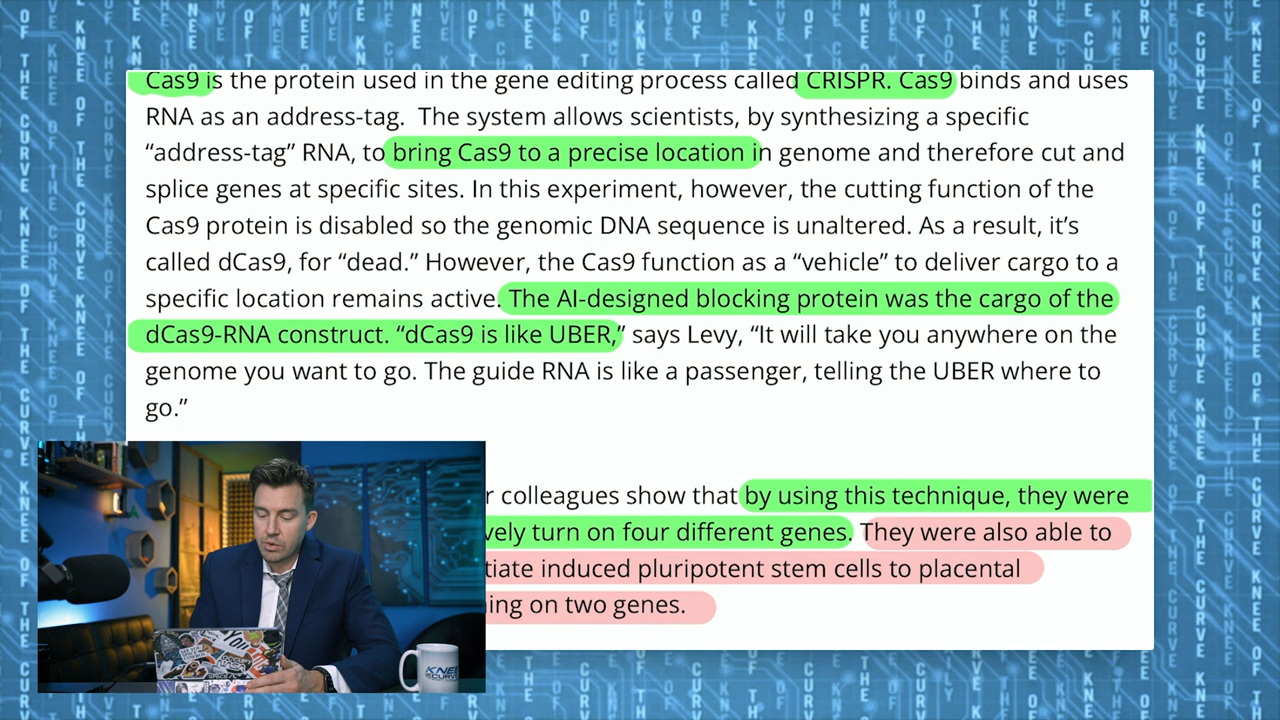 Cas9 is the protein used in the gene editing process called CRISPR. Cas9 binds and uses
RNA as an address-tag.  The system allows scientists, by synthesizing a specific
“address-tag” RNA, to bring Cas9 to a precise location in genome and therefore cut and
splice genes at specific sites. In this experiment, however, the cutting function of the
Cas9 protein is disabled so the genomic DNA sequence is unaltered. As a result, it’s
called dCas9, for “dead.” However, the Cas9 function as a “vehicle” to deliver cargo to a
specific location remains active. The AI-designed blocking protein was the cargo of the
dCas9-RNA construct. “dCas9 is like UBER,” says Levy, “It will take you anywhere on the
genome you want to go. The guide RNA is like a passenger, telling the UBER where to
go.”
r colleagues show that by using this technique, they were
vely turn on four different genes. They were also able to
tiate induced pluripotent stem cells to placental
ning on two genes.
KNEE
CURVE
KNEE OF THE CURVE